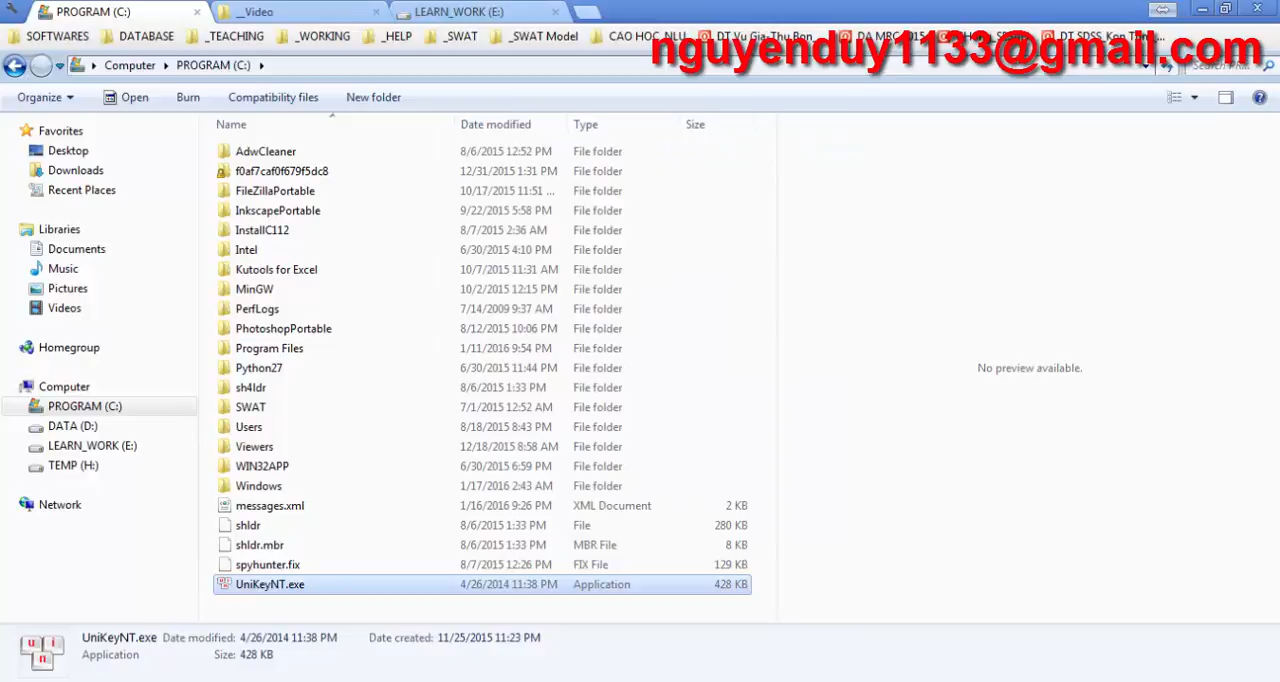 PROGRAM (C:)
__Video
LEARN_WORK (E:)
SOFTWARES
DATABASE
_TEACHING
_WORKING
_HELP
_SWAT
_SWAT Model
CAO HOC_NLU
nguyenduy1133@gmail.com
Computer
PROGRAM (C:)
Organize
Open
Burn
Compatibility files
New folder
Favorites
Desktop
Downloads
Recent Places
Libraries
Documents
Music
Pictures
Videos
Homegroup
Computer
PROGRAM (C:)
DATA (D:)
LEARN_WORK (E:)
TEMP (H:)
Network
Name Date modified Type Size
AdwCleaner 8/6/2015 12:52 PM File folder
f0af7caf0f679f5dc8 12/31/2015 1:31 PM File folder
FileZillaPortable 10/17/2015 11:51 ... File folder
InkscapePortable 9/22/2015 5:58 PM File folder
InstallC112 8/7/2015 2:36 AM File folder
Intel 6/30/2015 4:10 PM File folder
Kutools for Excel 10/7/2015 11:31 AM File folder
MinGW 10/2/2015 12:15 PM File folder
PerfLogs 7/14/2009 9:37 AM File folder
PhotoshopPortable 8/12/2015 10:06 PM File folder
Program Files 1/11/2016 9:54 PM File folder
Python27 6/30/2015 11:44 PM File folder
sh4ldr 8/6/2015 1:33 PM File folder
SWAT 7/1/2015 12:52 AM File folder
Users 8/18/2015 8:43 PM File folder
Viewers 12/18/2015 8:58 AM File folder
WIN32APP 6/30/2015 6:59 PM File folder
Windows 1/17/2016 2:43 AM File folder
messages.xml 1/16/2016 9:26 PM XML Document 2 KB
shldr 8/6/2015 1:33 PM File 280 KB
shldr.mbr 8/6/2015 1:33 PM MBR File 8 KB
spyhunter.fix 8/7/2015 12:26 PM FIX File 129 KB
UniKeyNT.exe 4/26/2014 11:38 PM Application 428 KB
No preview available.
UniKeyNT.exe Date modified: 4/26/2014 11:38 PM Date created: 11/25/2015 11:23 PM
Application Size: 428 KB